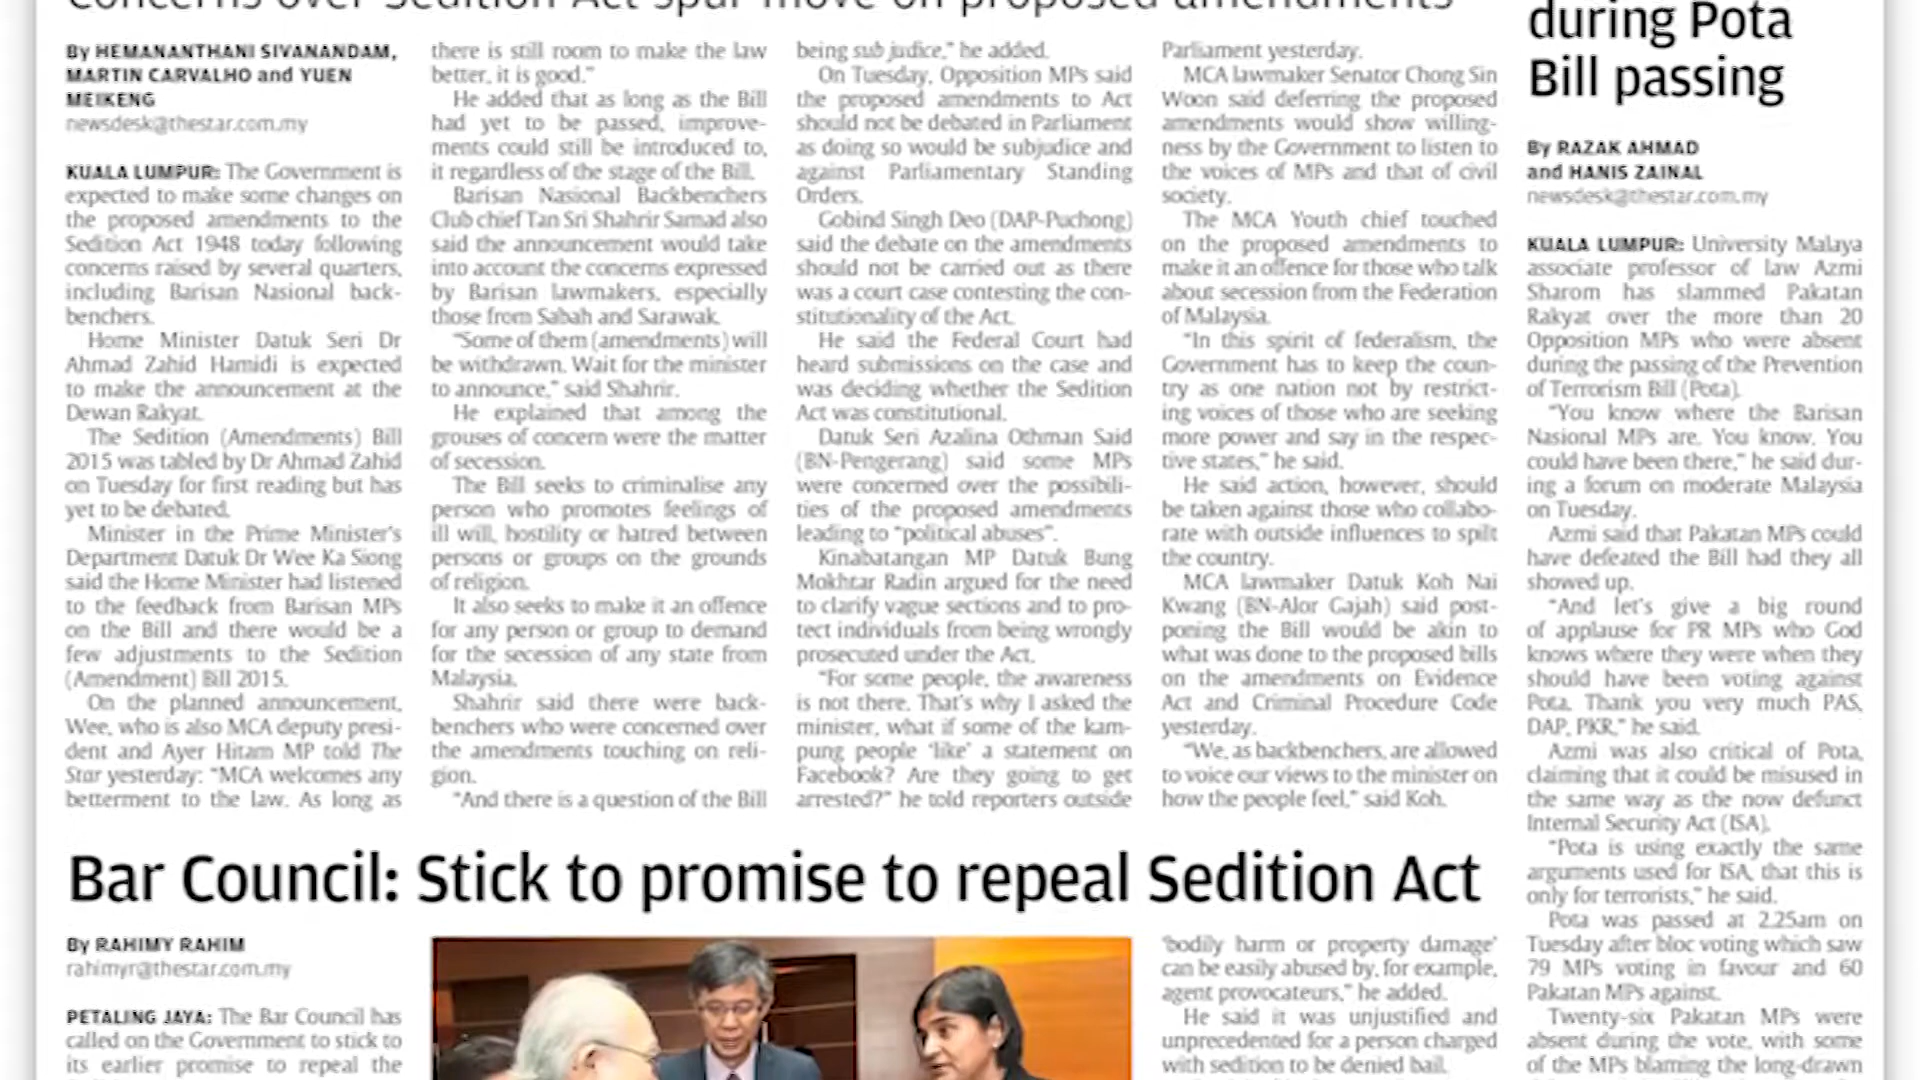 Concerns over Sedition Act spur move on proposed amendments
By HEMANANTHANI SIVANANDAM,
MARTIN CARVALHO and YUEN
MEIKENG
newsdesk@thestar.com.my
KUALA LUMPUR: The Government is
expected to make some changes on
the proposed amendments to the
Sedition Act 1948 today following
concerns raised by several quarters,
including Barisan Nasional back-
benchers.
Home Minister Datuk Seri Dr
Ahmad Zahid Hamidi is expected
to make the announcement at the
Dewan Rakyat.
The Sedition (Amendments) Bill
2015 was tabled by Dr Ahmad Zahid
on Tuesday for first reading but has
yet to be debated.
Minister in the Prime Minister's
Department Datuk Dr Wee Ka Siong
said the Home Minister had listened
to the feedback from Barisan MPs
on the Bill and there would be a
few adjustments to the Sedition
(Amendment) Bill 2015.
On the planned announcement,
Wee, who is also MCA deputy presi-
dent and Ayer Hitam MP told The
Star yesterday: "MCA welcomes any
betterment to the law. As long as
there is still room to make the law
better, it is good."
He added that as long as the Bill
had yet to be passed, improve-
ments could still be introduced to,
it regardless of the stage of the Bill.
Barisan Nasional Backbenchers
Club chief Tan Sri Shahrir Samad also
said the announcement would take
into account the concerns expressed
by Barisan lawmakers, especially
those from Sabah and Sarawak.
"Some of them (amendments) will
be withdrawn. Wait for the minister
to announce," said Shahrir.
He explained that among the
grouses of concern were the matter
of secession.
The Bill seeks to criminalise any
person who promotes feelings of
ill will, hostility or hatred between
persons or groups on the grounds
of religion.
It also seeks to make it an offence
for any person or group to demand
for the secession of any state from
Malaysia.
Shahrir said there were back-
benchers who were concerned over
the amendments touching on reli-
gion.
"And there is a question of the Bill
being sub judice," he added.
On Tuesday, Opposition MPs said
the proposed amendments to Act
should not be debated in Parliament
as doing so would be subjudice and
against Parliamentary Standing
Orders.
Gobind Singh Deo (DAP-Puchong)
said the debate on the amendments
should not be carried out as there
was a court case contesting the con-
stitutionality of the Act.
He said the Federal Court had
heard submissions on the case and
was deciding whether the Sedition
Act was constitutional.
Datuk Seri Azalina Othman Said
(BN-Pengerang) said some MPs
were concerned over the possibili-
ties of the proposed amendments
leading to "political abuses".
Kinabatangan MP Datuk Bung
Mokhtar Radin argued for the need
to clarify vague sections and to pro-
tect individuals from being wrongly
prosecuted under the Act.
"For some people, the awareness
is not there. That's why I asked the
minister, what if some of the kam-
pung people 'like' a statement on
Facebook? Are they going to get
arrested?" he told reporters outside
Parliament yesterday.
MCA lawmaker Senator Chong Sin
Woon said deferring the proposed
amendments would show willing-
ness by the Government to listen to
the voices of MPs and that of civil
society.
The MCA Youth chief touched
on the proposed amendments to
make it an offence for those who talk
about secession from the Federation
of Malaysia.
"In this spirit of federalism, the
Government has to keep the coun-
try as one nation not by restrict-
ing voices of those who are seeking
more power and say in the respec-
tive states," he said.
He said action, however, should
be taken against those who collabo-
rate with outside influences to spilt
the country.
MCA lawmaker Datuk Koh Nai
Kwang (BN-Alor Gajah) said post-
poning the Bill would be akin to
what was done to the proposed bills
on the amendments on Evidence
Act and Criminal Procedure Code
yesterday.
"We, as backbenchers, are allowed
to voice our views to the minister on
how the people feel," said Koh.
during Pota
Bill passing
By RAZAK AHMAD
and HANIS ZAINAL
newsdesk@thestar.com.my
KUALA LUMPUR: University Malaya
associate professor of law Azmi
Sharom has slammed Pakatan
Rakyat over the more than 20
Opposition MPs who were absent
during the passing of the Prevention
of Terrorism Bill (Pota).
"You know where the Barisan
Nasional MPs are. You know. You
could have been there," he said dur-
ing a forum on moderate Malaysia
on Tuesday.
Azmi said that Pakatan MPs could
have defeated the Bill had they all
showed up.
"And let's give a big round
of applause for PR MPs who God
knows where they were when they
should have been voting against
Pota. Thank you very much PAS,
DAP, PKR," he said.
Azmi was also critical of Pota,
claiming that it could be misused in
the same way as the now defunct
Internal Security Act (ISA).
"Pota is using exactly the same
arguments used for ISA, that this is
only for terrorists," he said.
Pota was passed at 2.25am on
Tuesday after bloc voting which saw
79 MPs voting in favour and 60
Pakatan MPs against.
Twenty-six Pakatan MPs were
absent during the vote, with some
of the MPs blaming the long-drawn
Bar Council: Stick to promise to repeal Sedition Act
By RAHIMY RAHIM
rahimyr@thestar.com.my
PETALING JAYA: The Bar Council has
called on the Government to stick to
its earlier promise to repeal the
'bodily harm or property damage'
can be easily abused by, for example,
agent provocateurs," he added.
He said it was unjustified and
unprecedented for a person charged
with sedition to be denied bail.